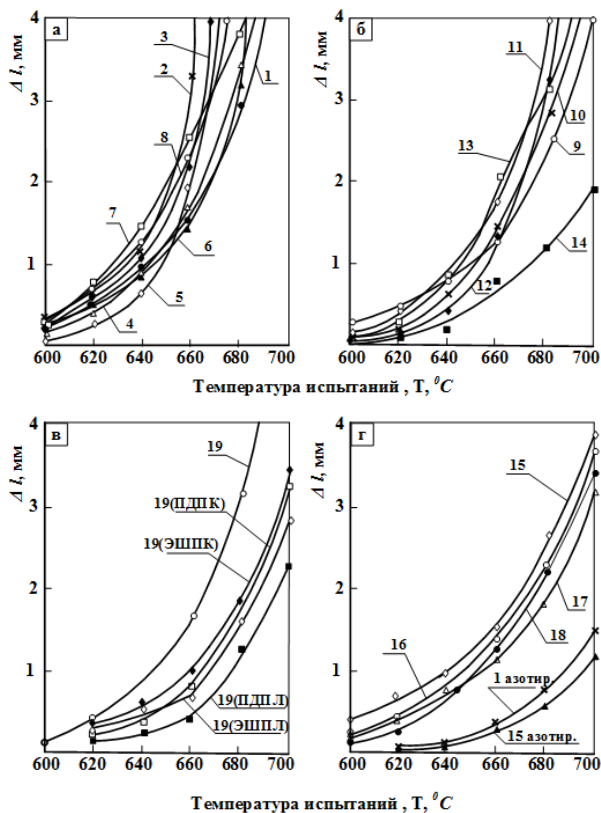 а
б
4
3
2
1
Δ l, мм
3
2
8
7
1
6
5
4
600 620 640 660 680 700
4
3
2
1
Δ l, мм
11
10
9
13
14
12
600 620 640 660 680 700
Температура испытаний , Т, ⁰C
в
г
4
3
2
1
Δ l, мм
19
19(ПДПК)
19(ЭШПК)
19(ПДПЛ)
19(ЭШПЛ)
600 620 640 660 680 700
4
3
2
1
Δ l, мм
15
17
18
16
1 азотир.
15 азотир.
600 620 640 660 680 700
Температура испытаний , Т, ⁰C